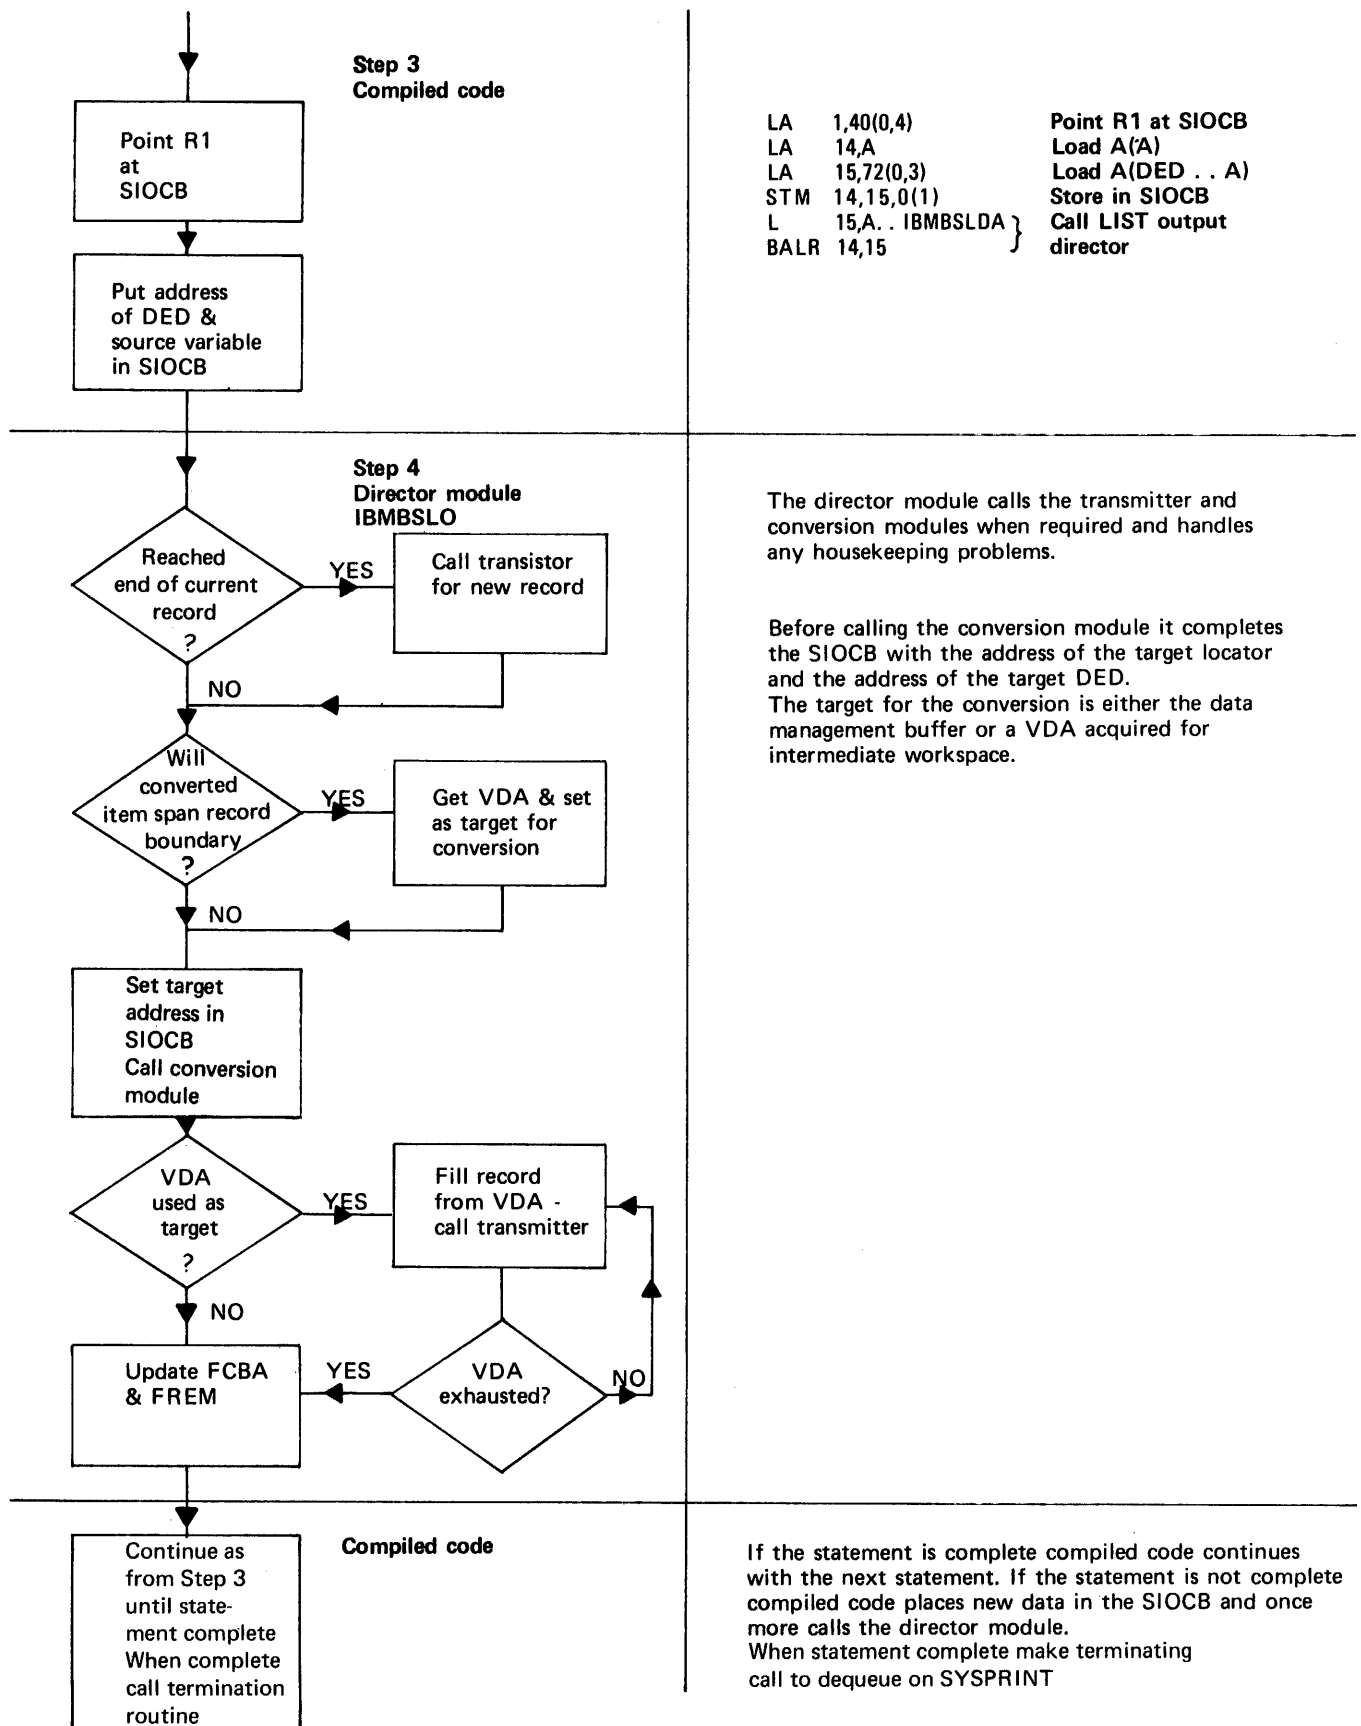 Step 3
Compiled code
Point R1
at
SIOCB
Put address
of DED &
source variable
in SIOCB
LA 1,40(0,4) Point R1 at SIOCB
LA 14,A Load A(A)
LA 15,72(0,3) Load A(DED . . A)
STM 14,15,0(1) Store in SIOCB
L 15,A. . IBMBSLDA } Call LIST output
BALR 14,15 director
Step 4
Director module
IBMBSLO
Reached
end of current
record
?
YES
Call transistor
for new record
NO
Will
converted
item span record
boundary
?
YES
Get VDA & set
as target for
conversion
NO
Set target
address in
SIOCB
Call conversion
module
VDA
used as
target
?
YES
Fill record
from VDA -
call transmitter
NO
Update FCBA
& FREM
YES
VDA
exhausted?
NO
The director module calls the transmitter and
conversion modules when required and handles
any housekeeping problems.
Before calling the conversion module it completes
the SIOCB with the address of the target locator
and the address of the target DED.
The target for the conversion is either the data
management buffer or a VDA acquired for
intermediate workspace.
Compiled code
Continue as
from Step 3
until state-
ment complete
When complete
call termination
routine
If the statement is complete compiled code continues
with the next statement. If the statement is not complete
compiled code places new data in the SIOCB and once
more calls the director module.
When statement complete make terminating
call to dequeue on SYSPRINT